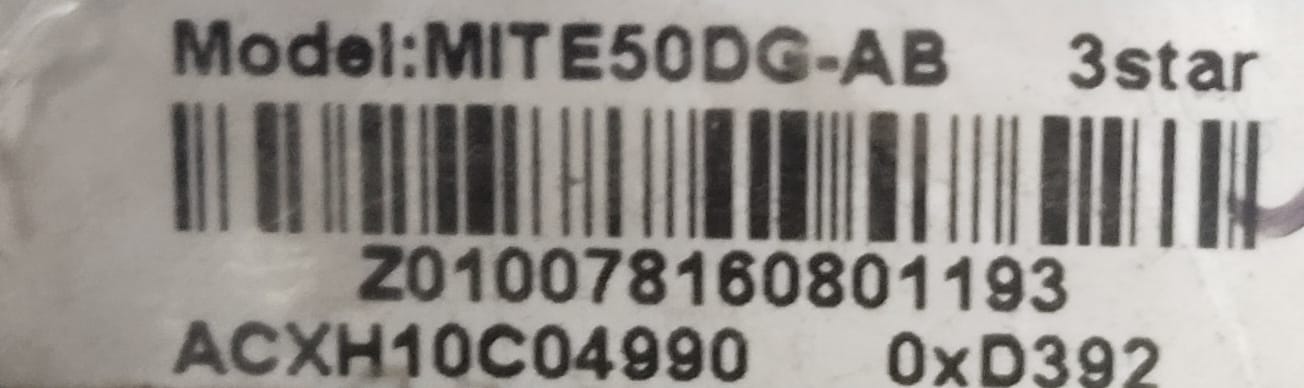 Model:MITE50DG-AB 3star
Z010078160801193
ACXH10C04990 0xD392